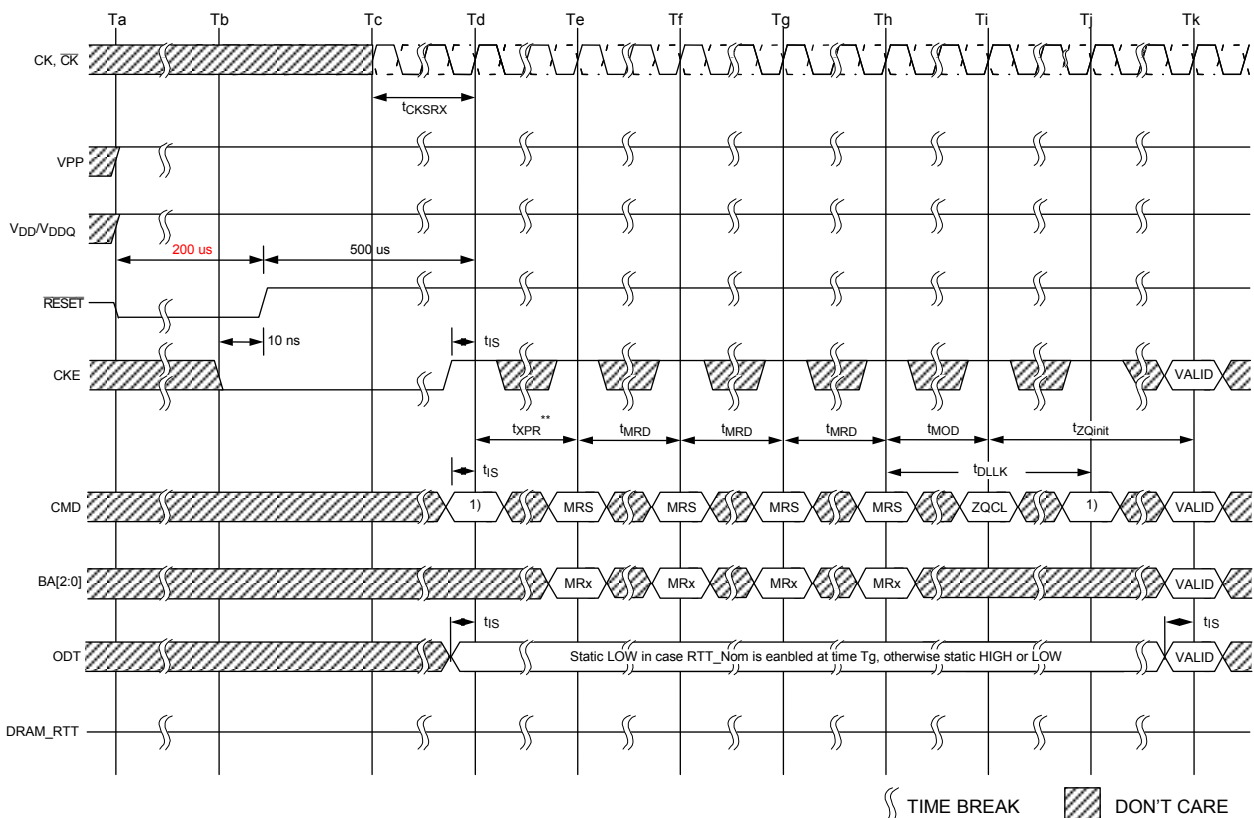 Ta Tb Tc Td Te Tf Tg Th Ti Tj Tk
CK, CK
tCKSRX
VPP
VDD/VDDQ
200 us 500 us
RESET
10 ns tIS
CKE VALID
tXPR** tMRD tMRD tMRD tMOD tZQinit
tIS tDLLK
CMD 1) MRS MRS MRS MRS ZQCL 1) VALID
BA[2:0] MRx MRx MRx MRx VALID
tIS tIS
ODT Static LOW in case RTT_Nom is eanbled at time Tg, otherwise static HIGH or LOW VALID
DRAM_RTT
TIME BREAK DON'T CARE